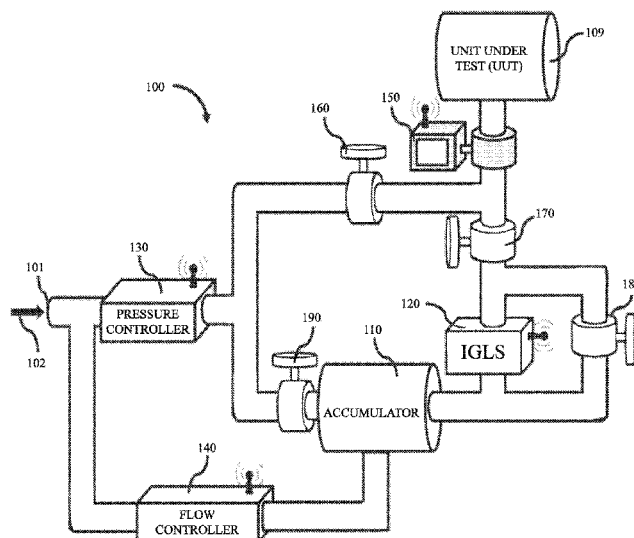 109
UNIT UNDER
TEST (UUT)
100
150
160
170
101
130
120
18
PRESSURE
CONTROLLER
190
110
IGLS
102
ACCUMULATOR
140
FLOW
CONTROLLER